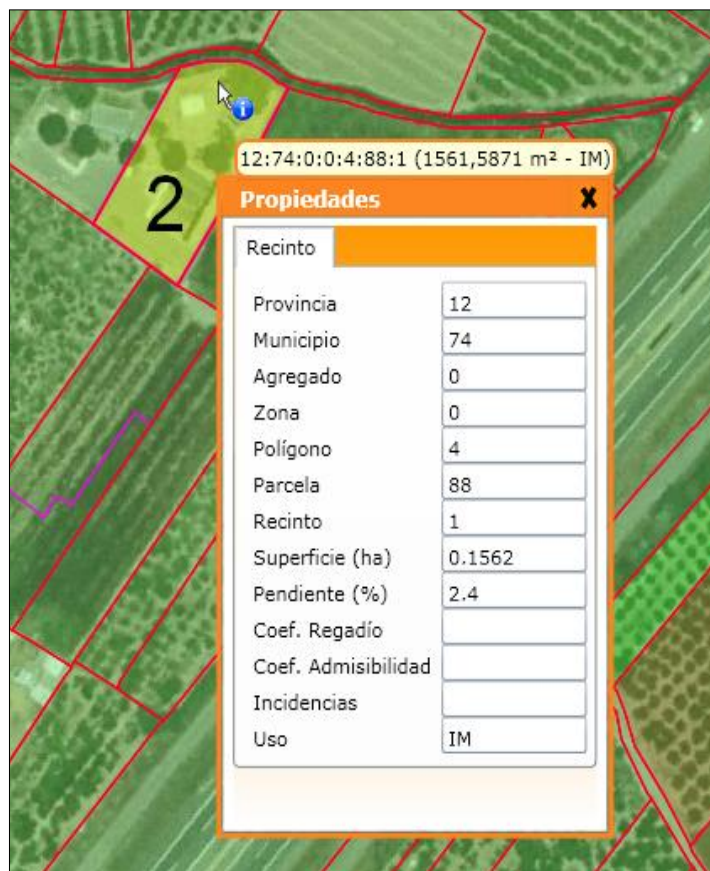 12:74:0:0:4:88:1 (1561,5871 m² - IM)
2
Propiedades X
Recinto
Provincia 12
Municipio 74
Agregado 0
Zona 0
Polígono 4
Parcela 88
Recinto 1
Superficie (ha) 0.1562
Pendiente (%) 2.4
Coef. Regadío
Coef. Admisibilidad
Incidencias
Uso IM